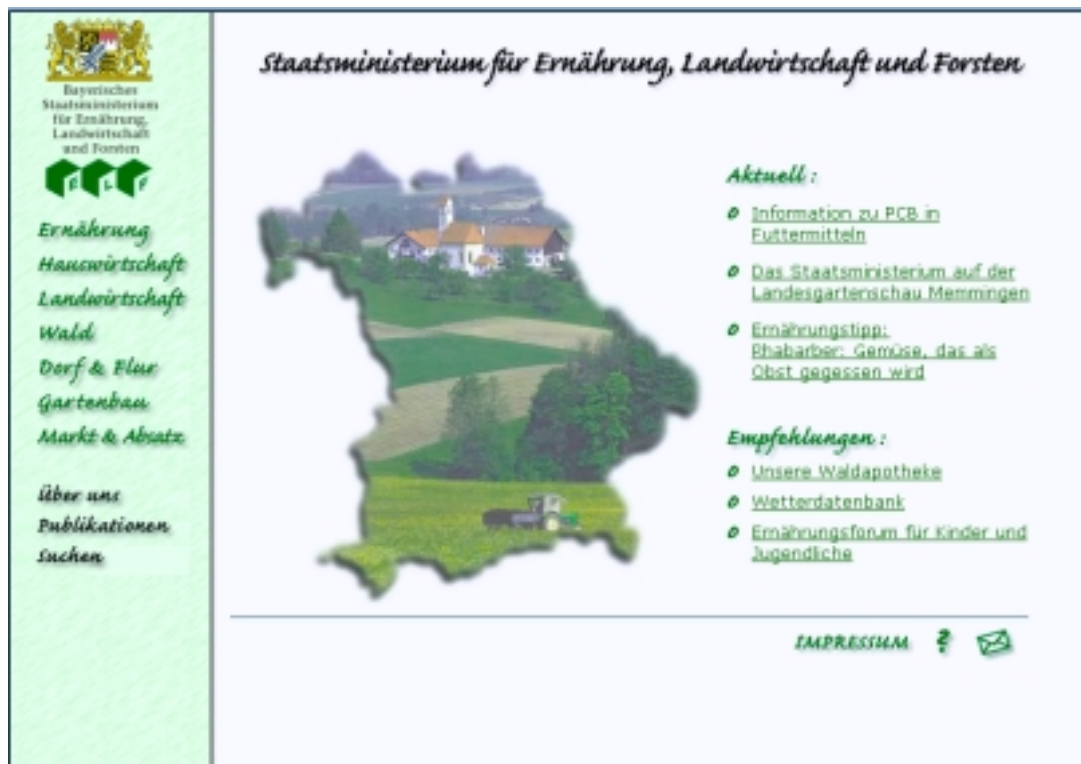 Bayerisches
Staatsministerium
für Ernährung,
Landwirtschaft
und Forsten
E L F
Ernährung
Hauswirtschaft
Landwirtschaft
Wald
Dorf & Flur
Gartenbau
Markt & Absatz
Über uns
Publikationen
Suchen
Staatsministerium für Ernährung, Landwirtschaft und Forsten
Aktuell :
Information zu PCB in
Futtermitteln
Das Staatsministerium auf der
Landesgartenschau Memmingen
Ernährungstipp:
Rhabarber: Gemüse, das als
Obst gegessen wird
Empfehlungen :
Unsere Waldapotheke
Wetterdatenbank
Ernährungsforum für Kinder und
Jugendliche
IMPRESSUM ?